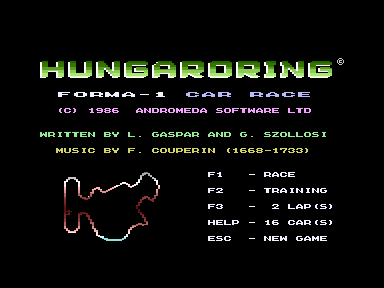 HUNGARORING ©
FORMA-1 CAR RACE
(C) 1986 ANDROMEDA SOFTWARE LTD
WRITTEN BY L. GASPAR AND G. SZOLLOSI
MUSIC BY F. COUPERIN (1668-1733)
F1 - RACE
F2 - TRAINING
F3 - 2 LAP(S)
HELP - 16 CAR(S)
ESC - NEW GAME